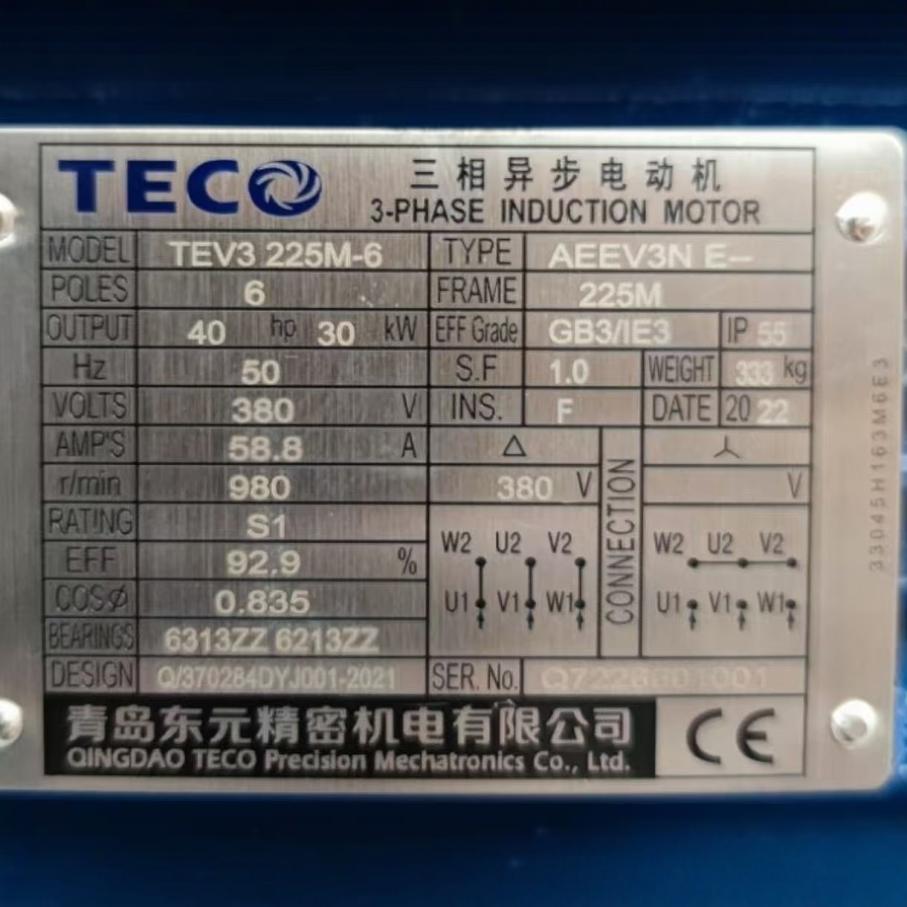 TECO 三相异步电动机
3-PHASE INDUCTION MOTOR
MODEL TEV3 225M-6 TYPE AEEV3N E-
POLES 6 FRAME 225M
OUTPUT 40 hp 30 kW EFF Grade GB3/IE3 IP 55
Hz 50 S.F 1.0 WEIGHT 333 kg
VOLTS 380 V INS. F DATE 20 22
AMP'S 58.8 A △ 人
r/min 980 380 V CONNECTION V
RATING S1
EFF 92.9 % W2 U2 V2 W2 U2 V2
COSϕ 0.835 U1 V1 W1 U1 V1 W1
BEARINGS 6313ZZ 6213ZZ
DESIGN Q/370284DYJ001-2021 SER. No.
青岛东元精密机电有限公司 CE
QINGDAO TECO Precision Mechatronics Co., Ltd.
33045H163M6E3